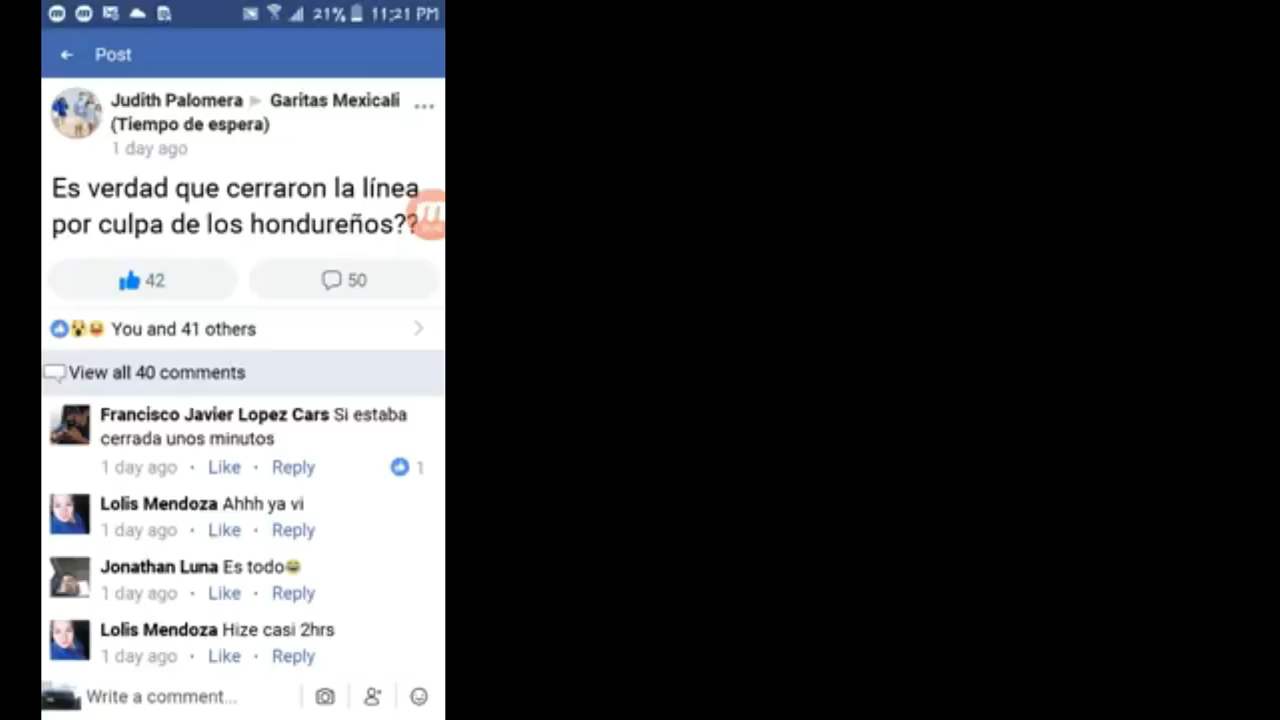 21% 11:21 PM
Post
Judith Palomera ▶ Garitas Mexicali
(Tiempo de espera)
1 day ago
Es verdad que cerraron la línea
por culpa de los hondureños??
42
50
You and 41 others
View all 40 comments
Francisco Javier Lopez Cars Si estaba
cerrada unos minutos
1 day ago · Like · Reply 1
Lolis Mendoza Ahhh ya vi
1 day ago · Like · Reply
Jonathan Luna Es todo😂
1 day ago · Like · Reply
Lolis Mendoza Hize casi 2hrs
1 day ago · Like · Reply
Write a comment...